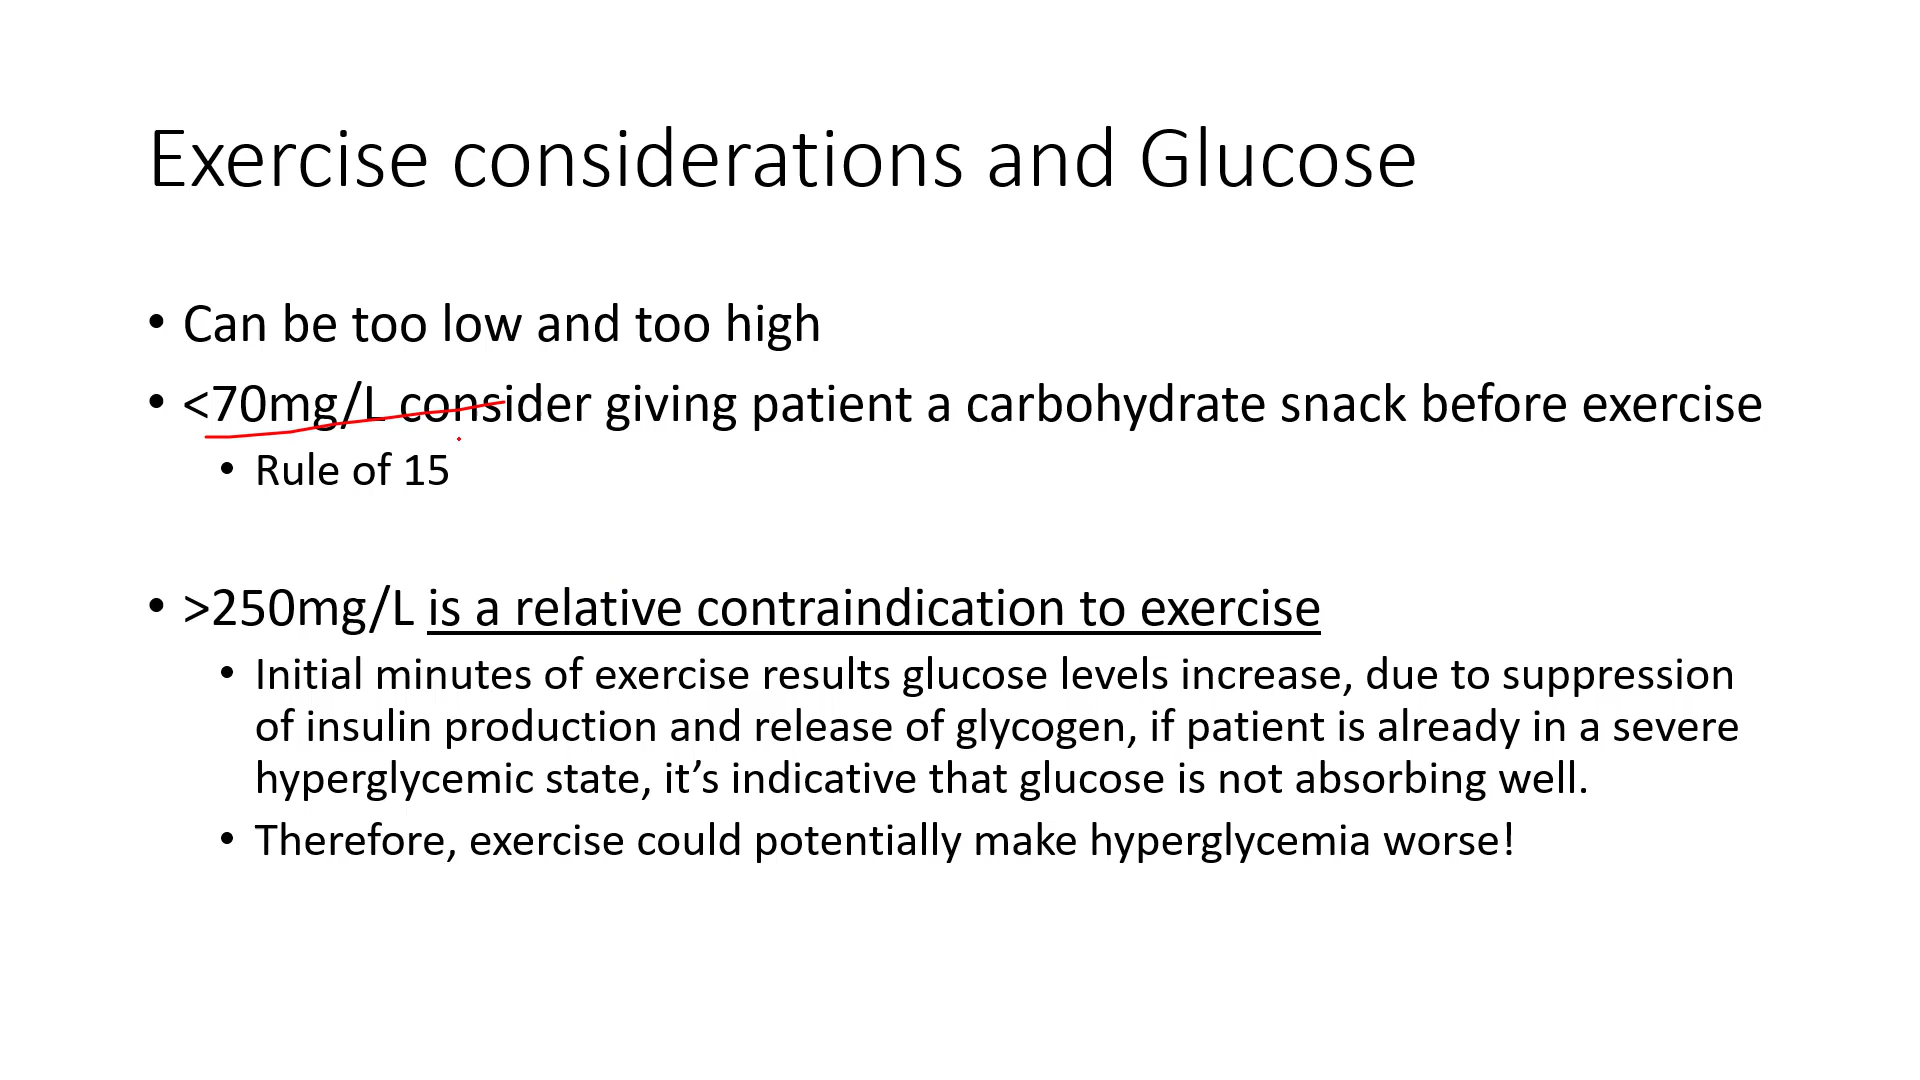 Exercise considerations and Glucose
• Can be too low and too high
• <70mg/L consider giving patient a carbohydrate snack before exercise
• Rule of 15
• >250mg/L is a relative contraindication to exercise
• Initial minutes of exercise results glucose levels increase, due to suppression
of insulin production and release of glycogen, if patient is already in a severe
hyperglycemic state, it’s indicative that glucose is not absorbing well.
• Therefore, exercise could potentially make hyperglycemia worse!